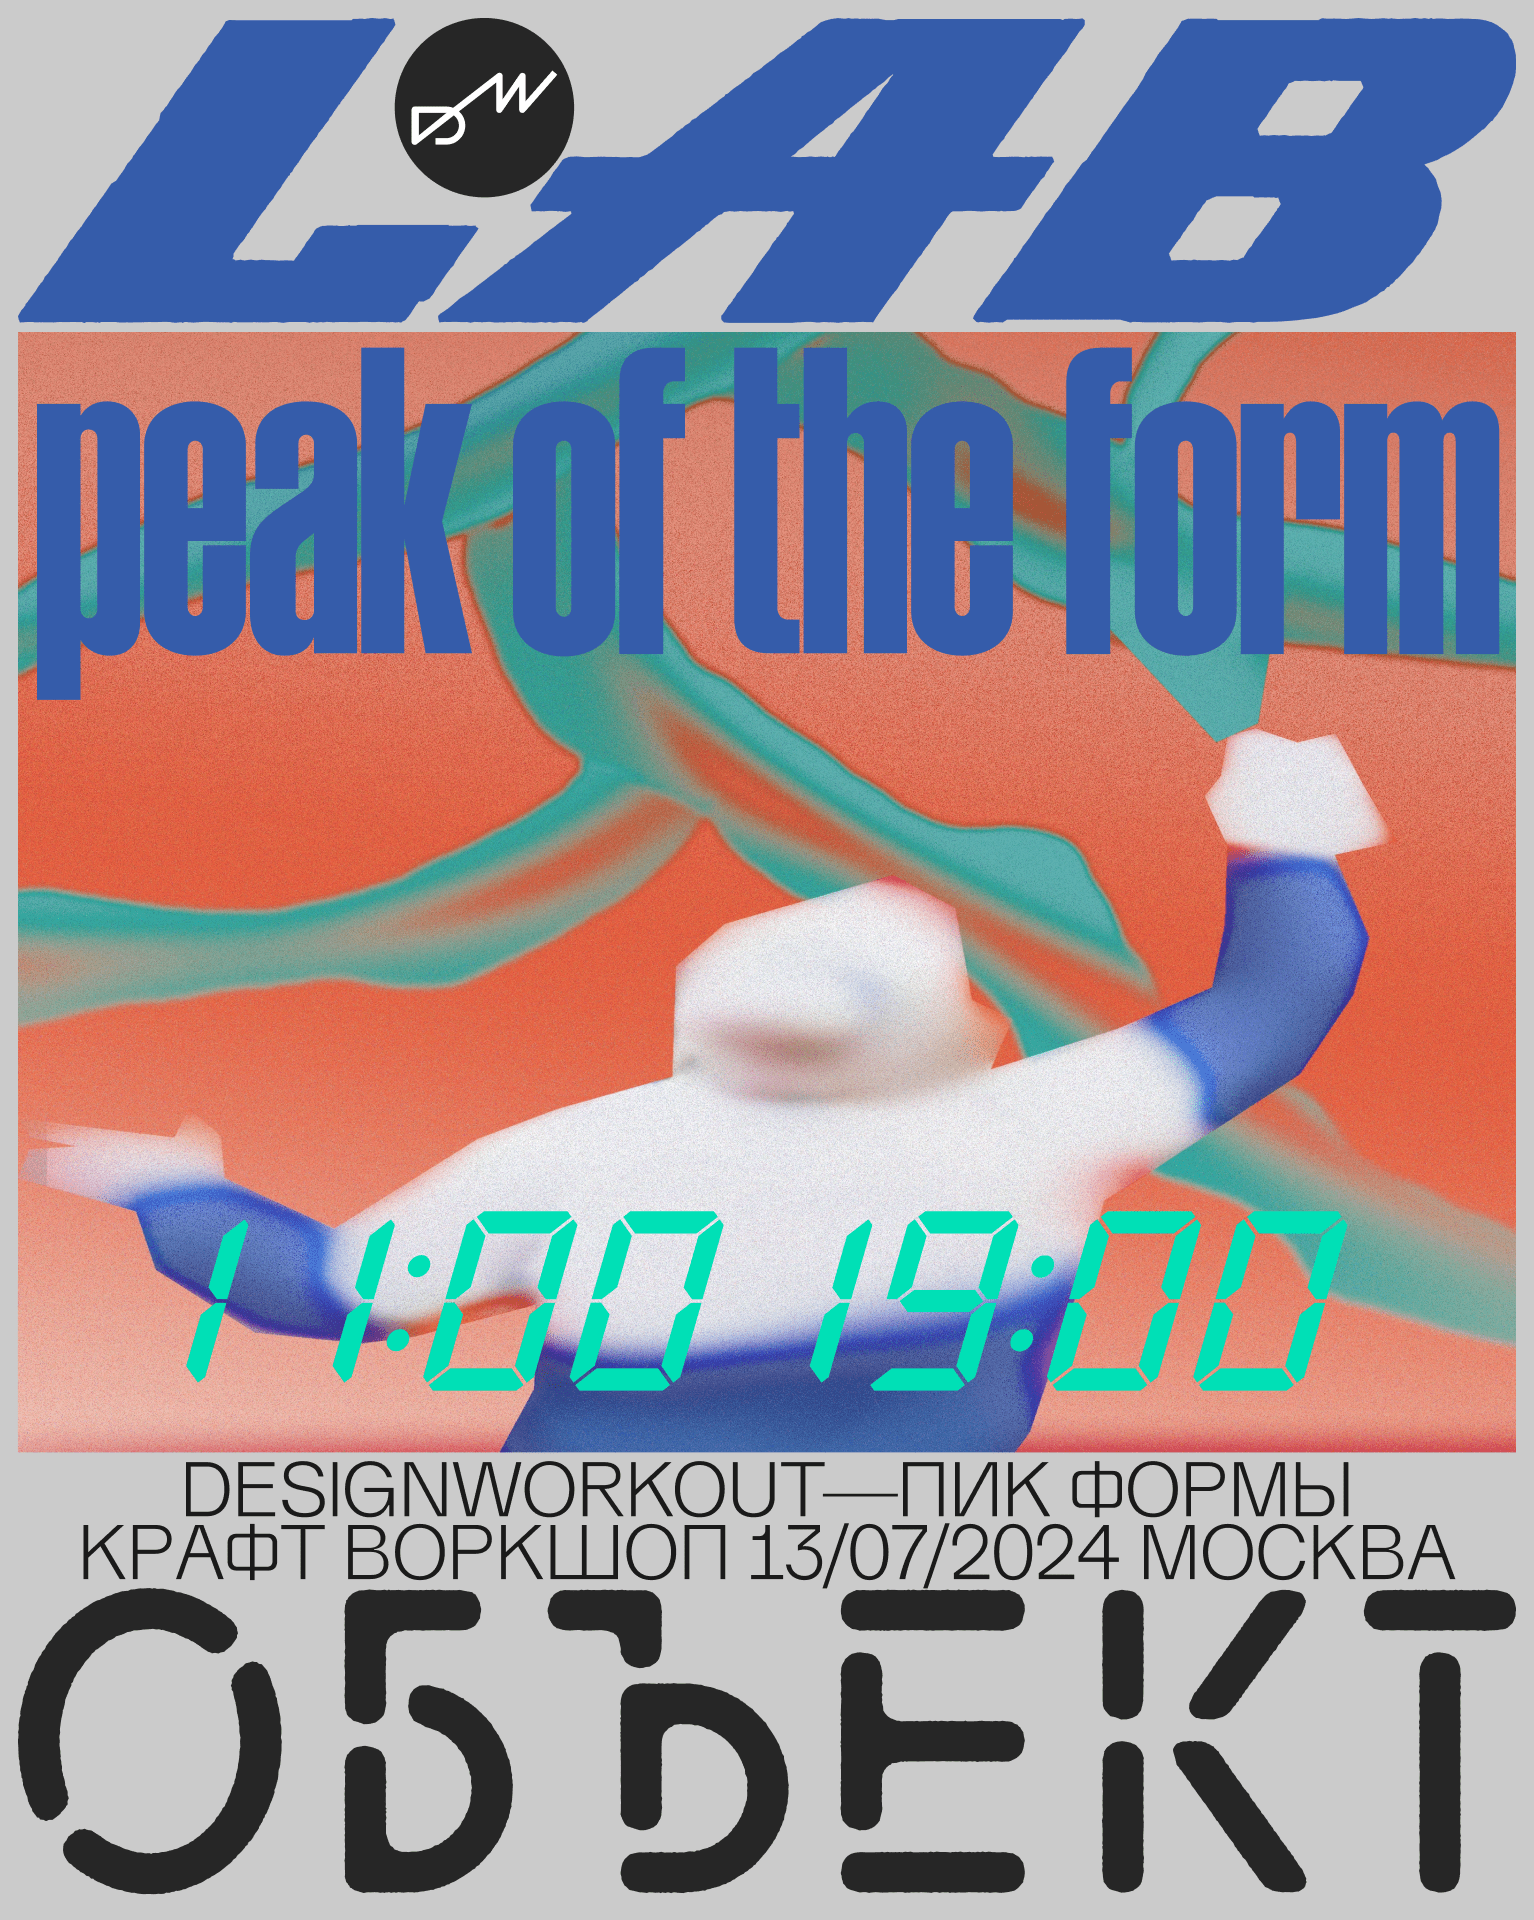 LAB
DW
peak of the form
11:00 19:00
DESIGNWORKOUT—ПИК ФОРМЫ
КРАФТ ВОРКШОП 13/07/2024 МОСКВА
ОБЪЕКТ